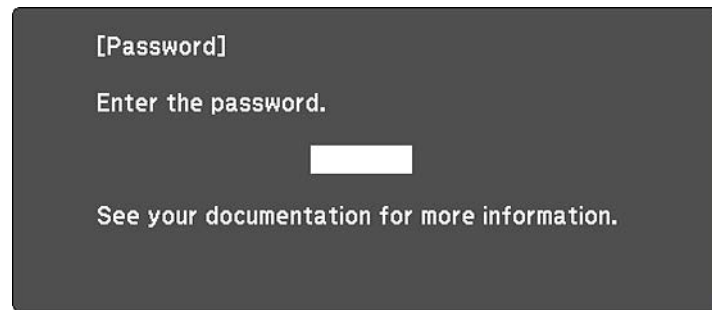 [Password]
Enter the password.
See your documentation for more information.